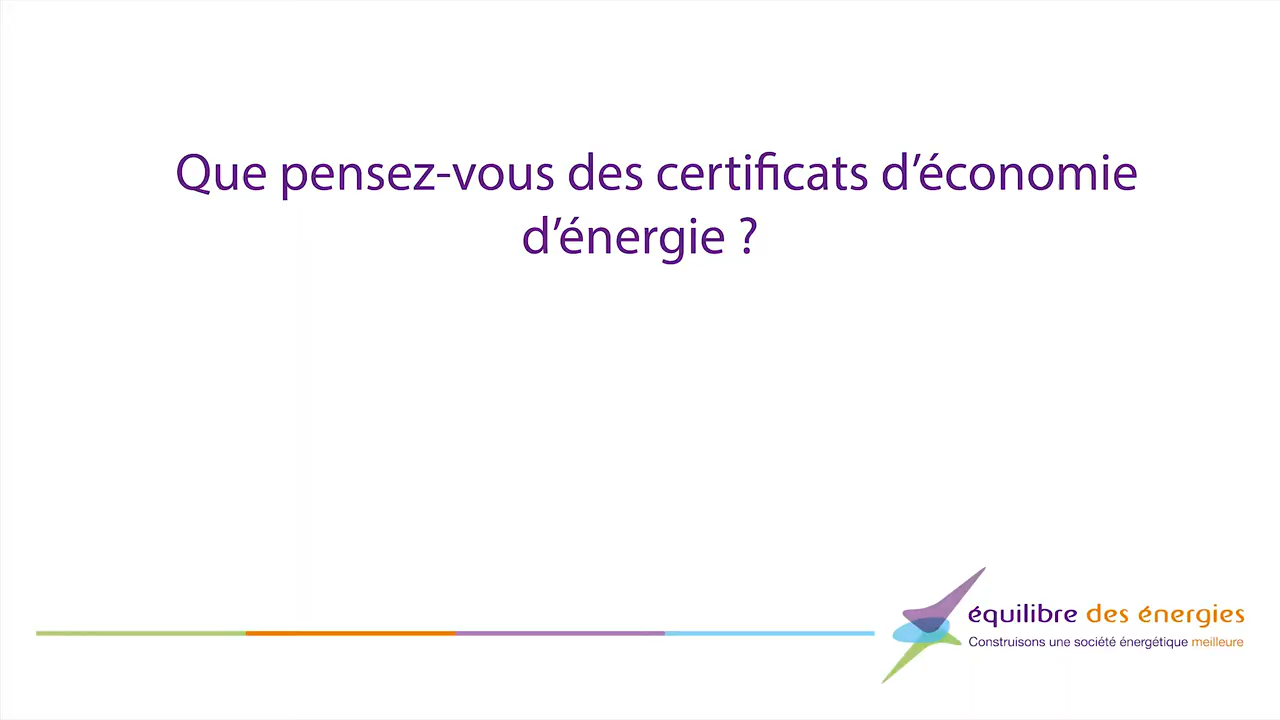 Que pensez-vous des certificats d’économie
d’énergie ?
équilibre des énergies
Construisons une société énergétique meilleure